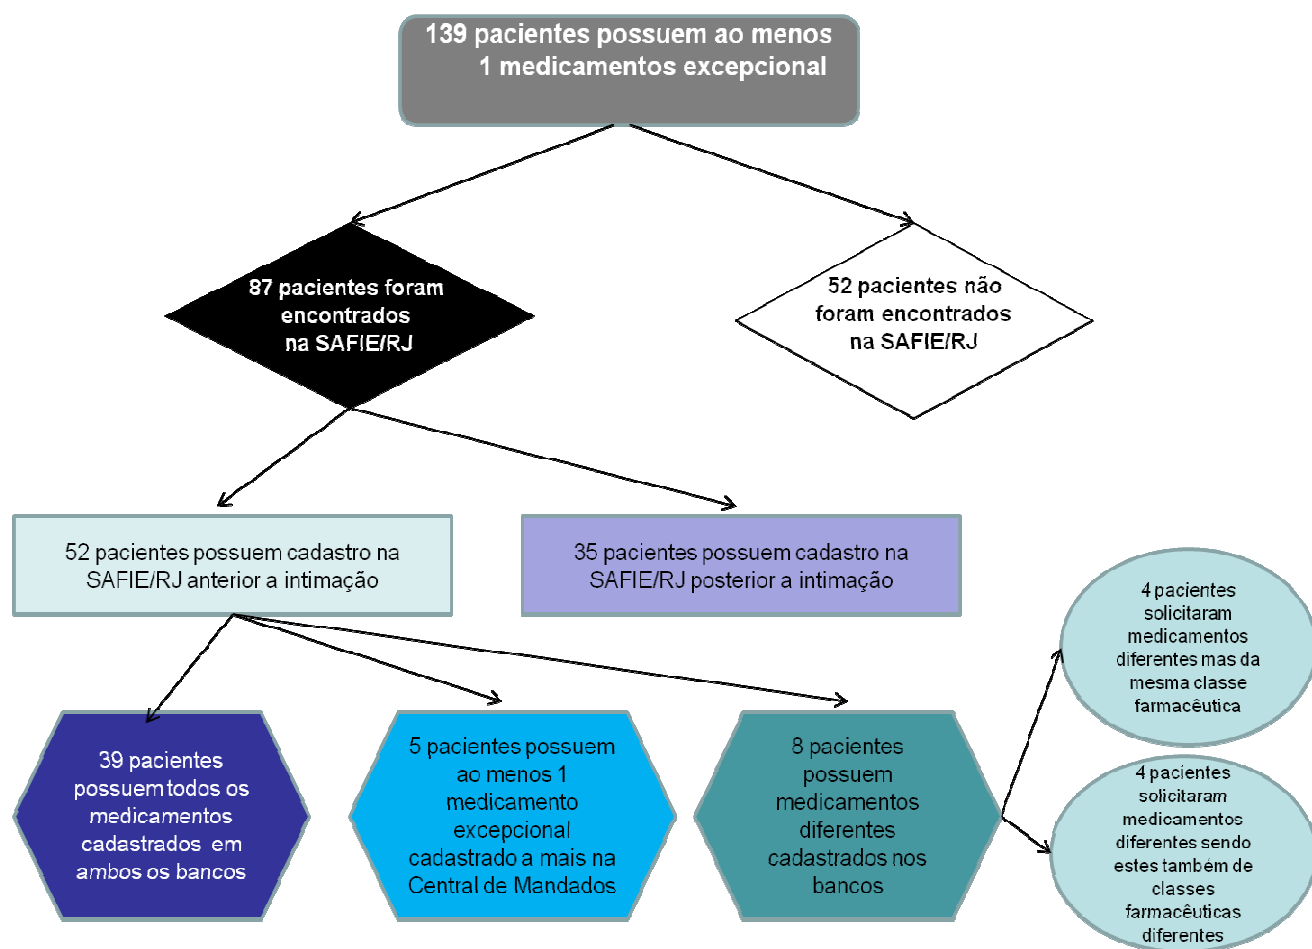 139 pacientes possuem ao menos
1 medicamentos excepcional
87 pacientes foram
encontrados
na SAFIE/RJ
52 pacientes não
foram encontrados
na SAFIE/RJ
52 pacientes possuem cadastro na
SAFIE/RJ anterior a intimação
35 pacientes possuem cadastro na
SAFIE/RJ posterior a intimação
39 pacientes
possuem todos os
medicamentos
cadastrados em
ambos os bancos
5 pacientes possuem
ao menos 1
medicamento
excepcional
cadastrado a mais na
Central de Mandados
8 pacientes
possuem
medicamentos
diferentes
cadastrados nos
bancos
4 pacientes
solicitaram
medicamentos
diferentes mas da
mesma classe
farmacêutica
4 pacientes
solicitaram
medicamentos
diferentes sendo
estes também de
classes
farmacêuticas
diferentes